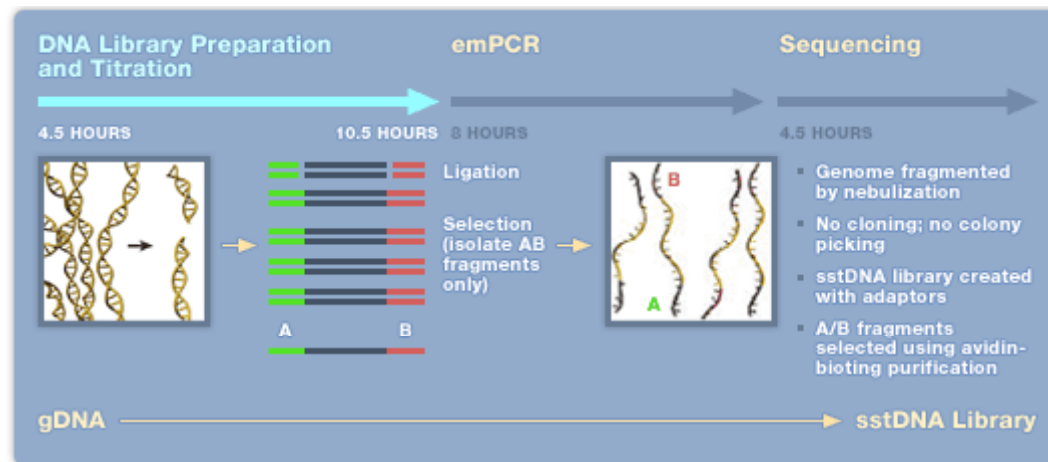 DNA Library Preparation
and Titration
emPCR
Sequencing
4.5 HOURS
10.5 HOURS
8 HOURS
4.5 HOURS
Ligation
Selection
(isolate AB
fragments
only)
A
B
B
A
Genome fragmented
by nebulization
No cloning; no colony
picking
sstDNA library created
with adaptors
A/B fragments
selected using avidin-
bioting purification
gDNA
sstDNA Library